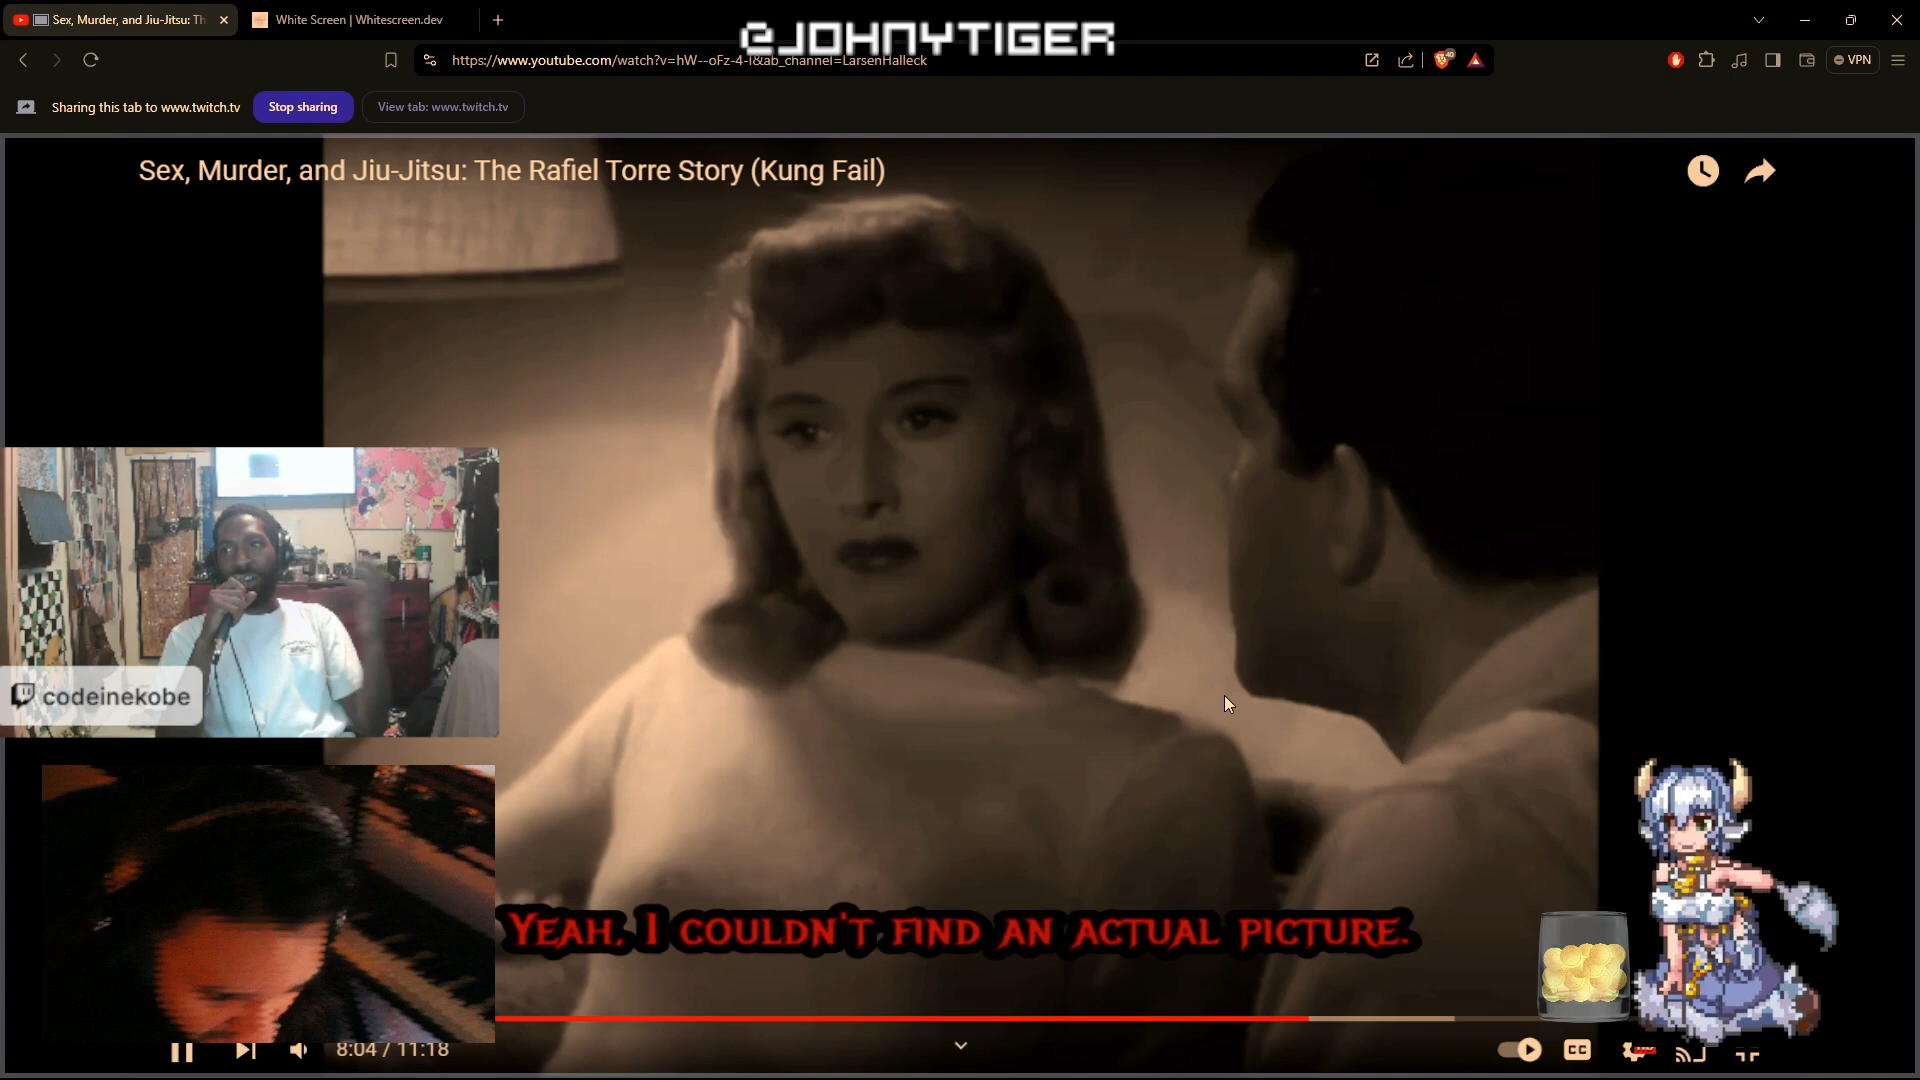 Sex, Murder, and Jiu-Jitsu: Th
White Screen | Whitescreen.dev
@JOHNYTIGER
https://www.youtube.com/watch?v=hW--oFz-4-I&ab_channel=LarsenHalleck
VPN
Sharing this tab to www.twitch.tv
Stop sharing
View tab: www.twitch.tv
Sex, Murder, and Jiu-Jitsu: The Rafiel Torre Story (Kung Fail)
codeinekobe
Yeah, I couldn't find an actual picture.
8:04 / 11:18
CC